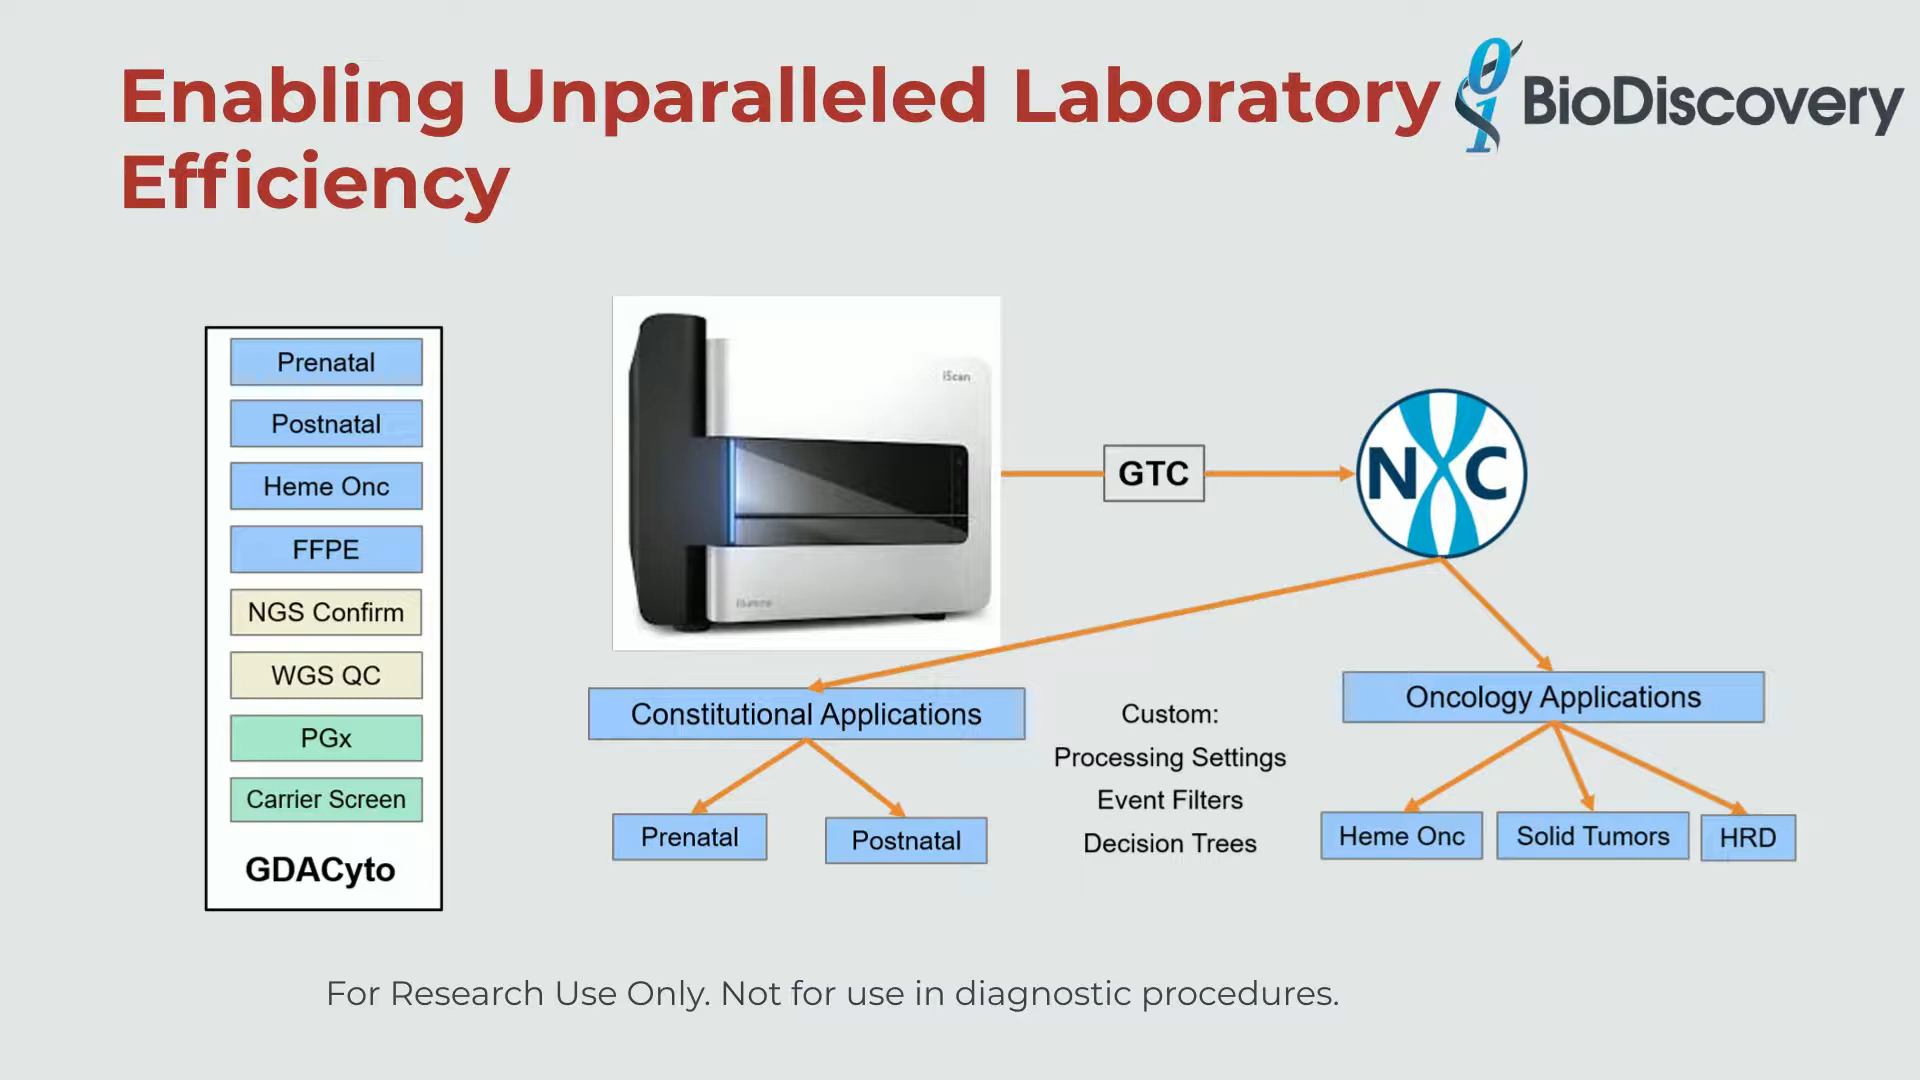 Enabling Unparalleled Laboratory
Efficiency
BioDiscovery
Prenatal
Postnatal
Heme Onc
FFPE
NGS Confirm
WGS QC
PGx
Carrier Screen
GDACyto
iScan
illumina
GTC
NxC
Constitutional Applications
Prenatal
Postnatal
Custom:
Processing Settings
Event Filters
Decision Trees
Oncology Applications
Heme Onc
Solid Tumors
HRD
For Research Use Only. Not for use in diagnostic procedures.